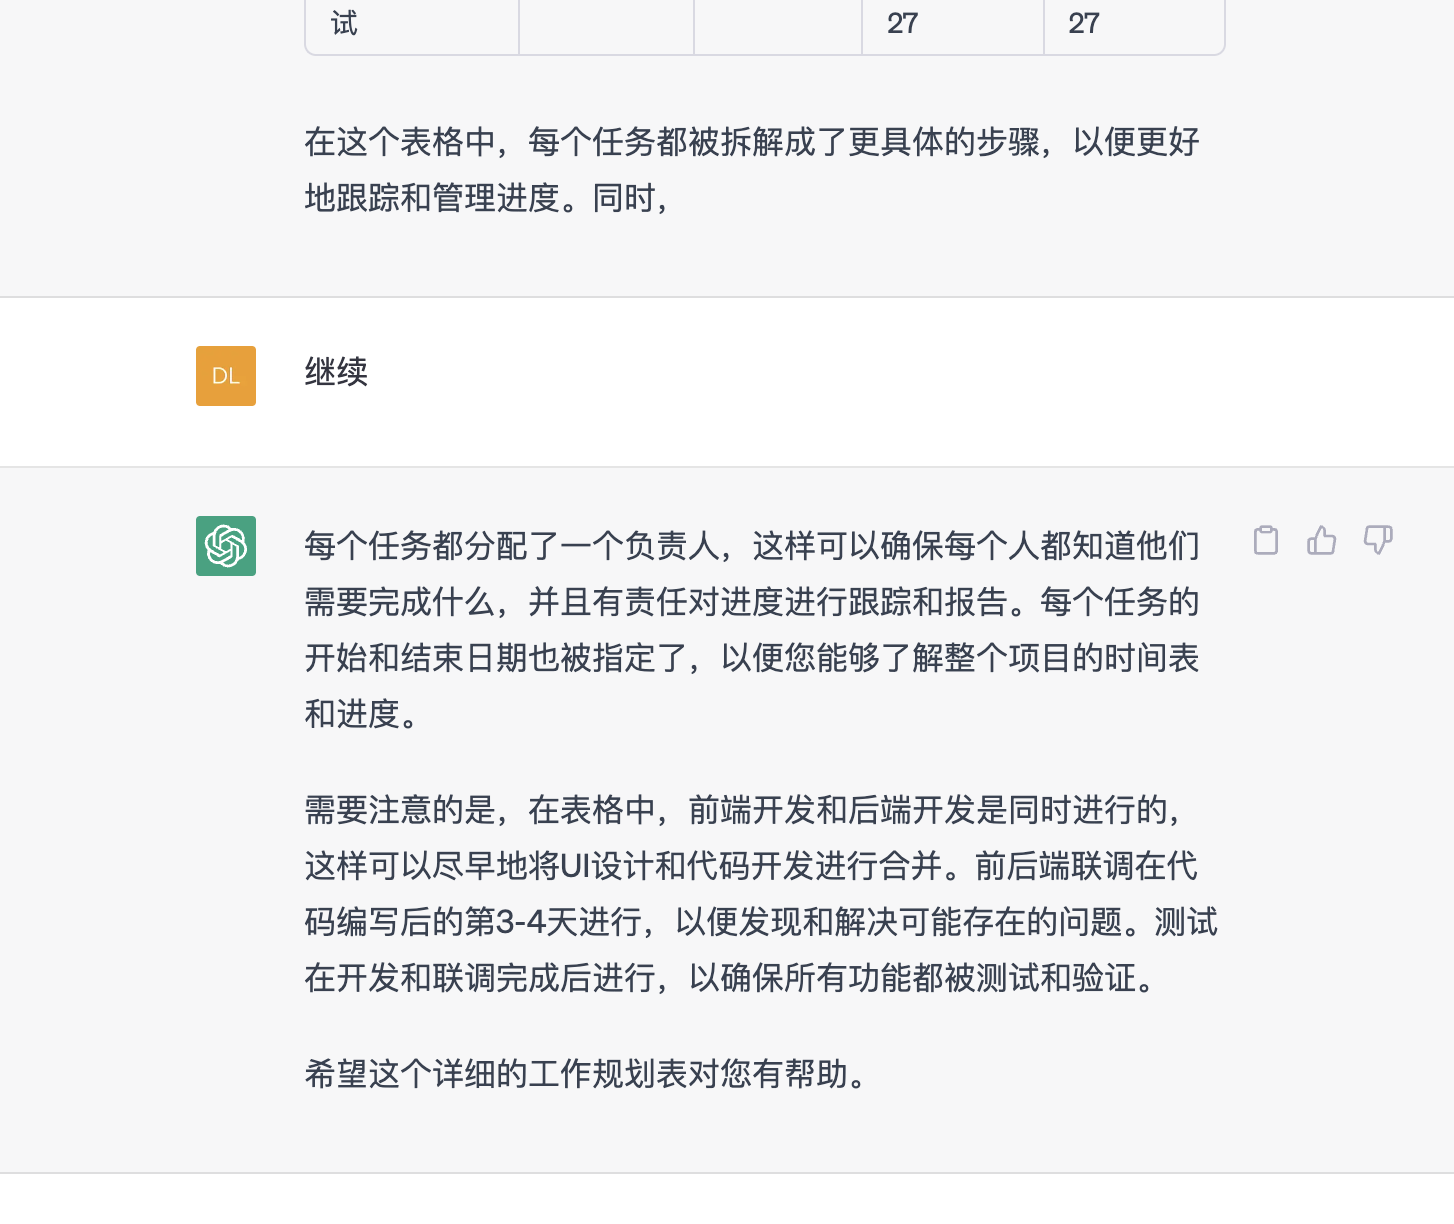 试 27 27
在这个表格中，每个任务都被拆解成了更具体的步骤，以便更好
地跟踪和管理进度。同时，
DL 继续
每个任务都分配了一个负责人，这样可以确保每个人都知道他们
需要完成什么，并且有责任对进度进行跟踪和报告。每个任务的
开始和结束日期也被指定了，以便您能够了解整个项目的时间表
和进度。
需要注意的是，在表格中，前端开发和后端开发是同时进行的，
这样可以尽早地将UI设计和代码开发进行合并。前后端联调在代
码编写后的第3-4天进行，以便发现和解决可能存在的问题。测试
在开发和联调完成后进行，以确保所有功能都被测试和验证。
希望这个详细的工作规划表对您有帮助。